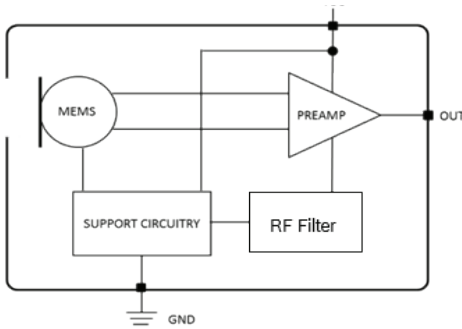 MEMS
PREAMP
OUT
SUPPORT CIRCUITRY
RF Filter
GND